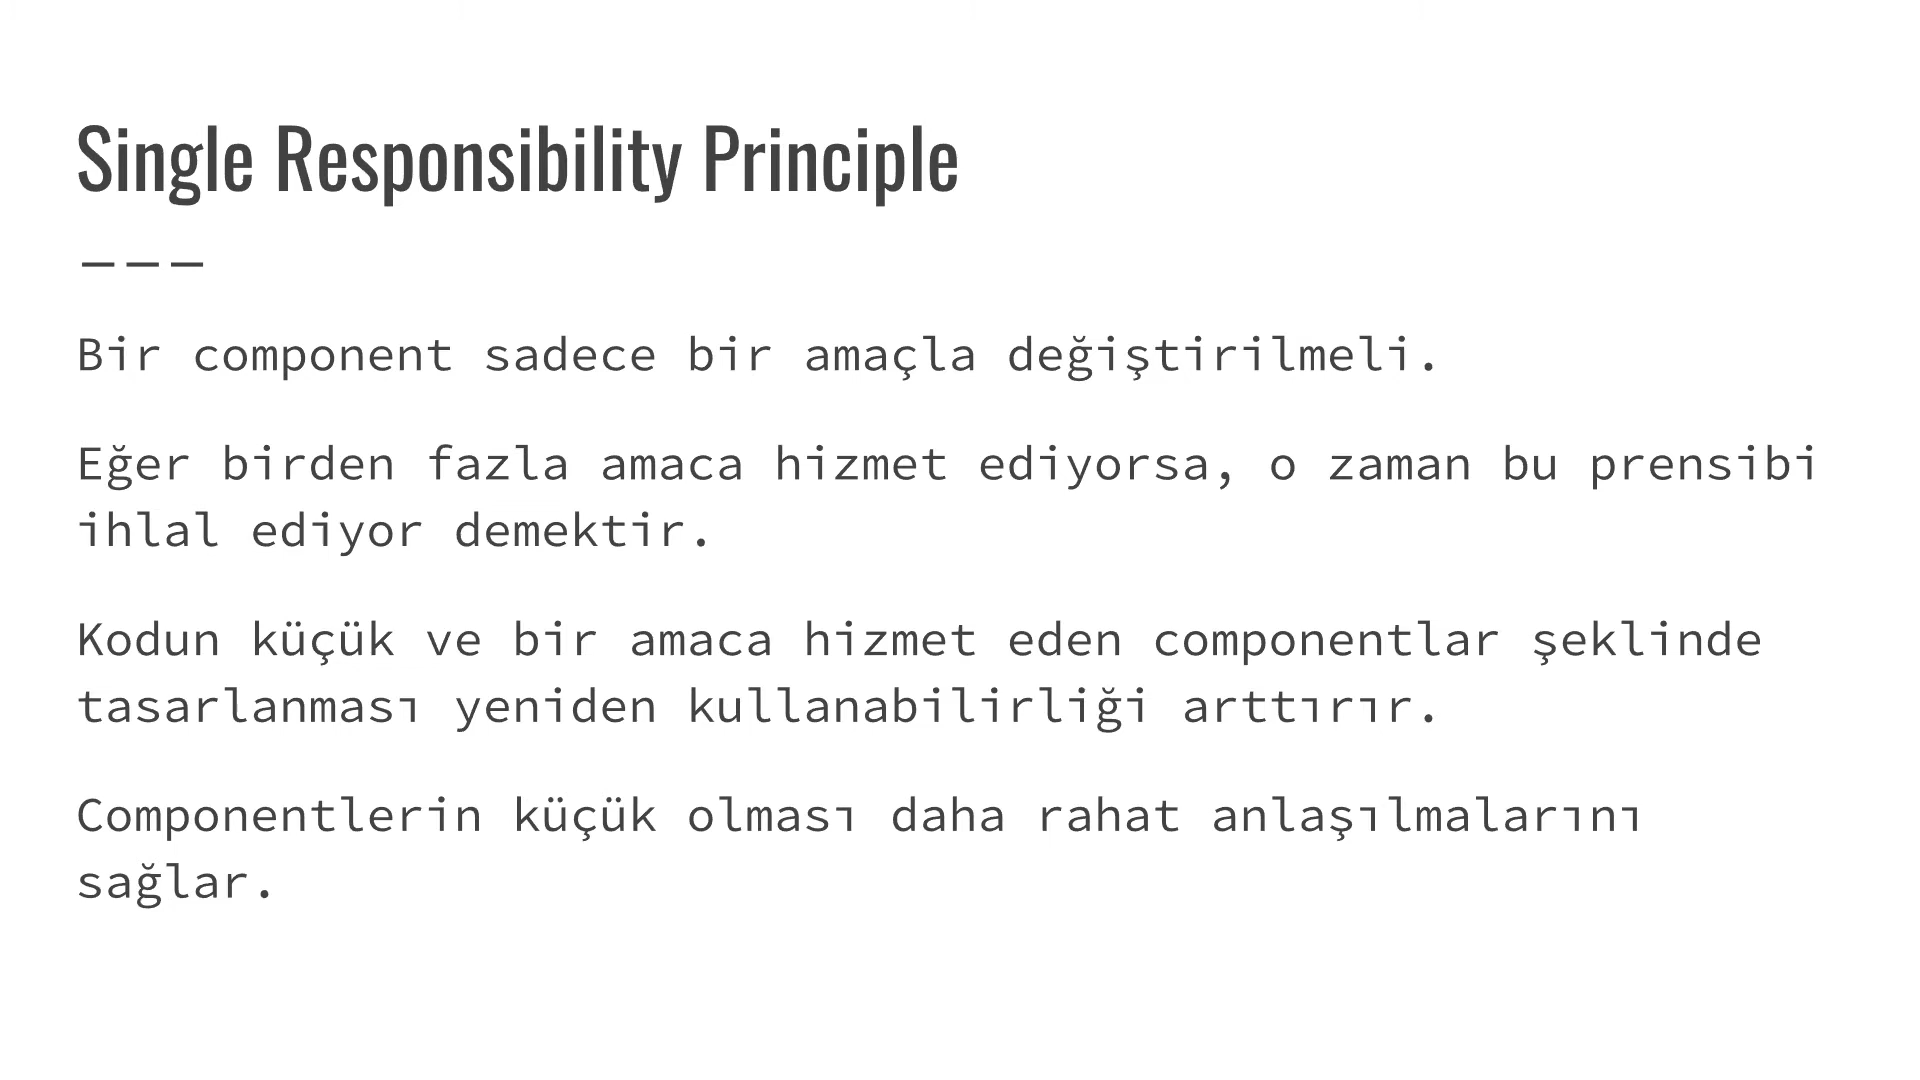 Single Responsibility Principle
———
Bir component sadece bir amaçla değiştirilmeli.
Eğer birden fazla amaca hizmet ediyorsa, o zaman bu prensibi
ihlal ediyor demektir.
Kodun küçük ve bir amaca hizmet eden componentlar şeklinde
tasarlanması yeniden kullanabilirliği arttırır.
Componentlerin küçük olması daha rahat anlaşılmalarını
sağlar.